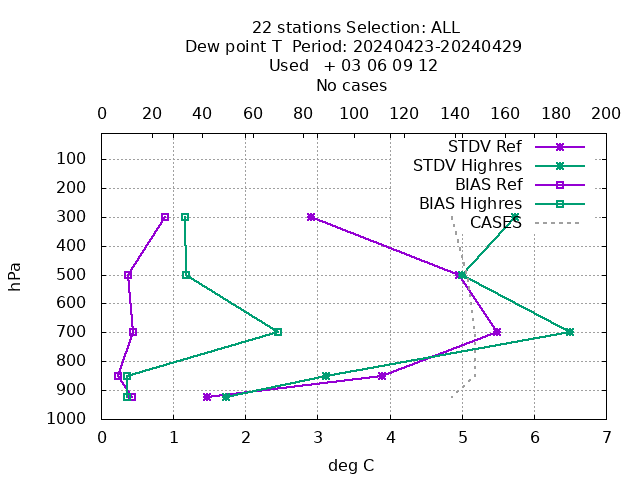 22 stations Selection: ALL
Dew point T  Period: 20240423-20240429
Used   + 03 06 09 12
No cases
0 20 40 60 80 100 120 140 160 180 200
STDV Ref
STDV Highres
BIAS Ref
BIAS Highres
CASES
100
200
300
400
500
600
700
800
900
1000
hPa
0 1 2 3 4 5 6 7
deg C